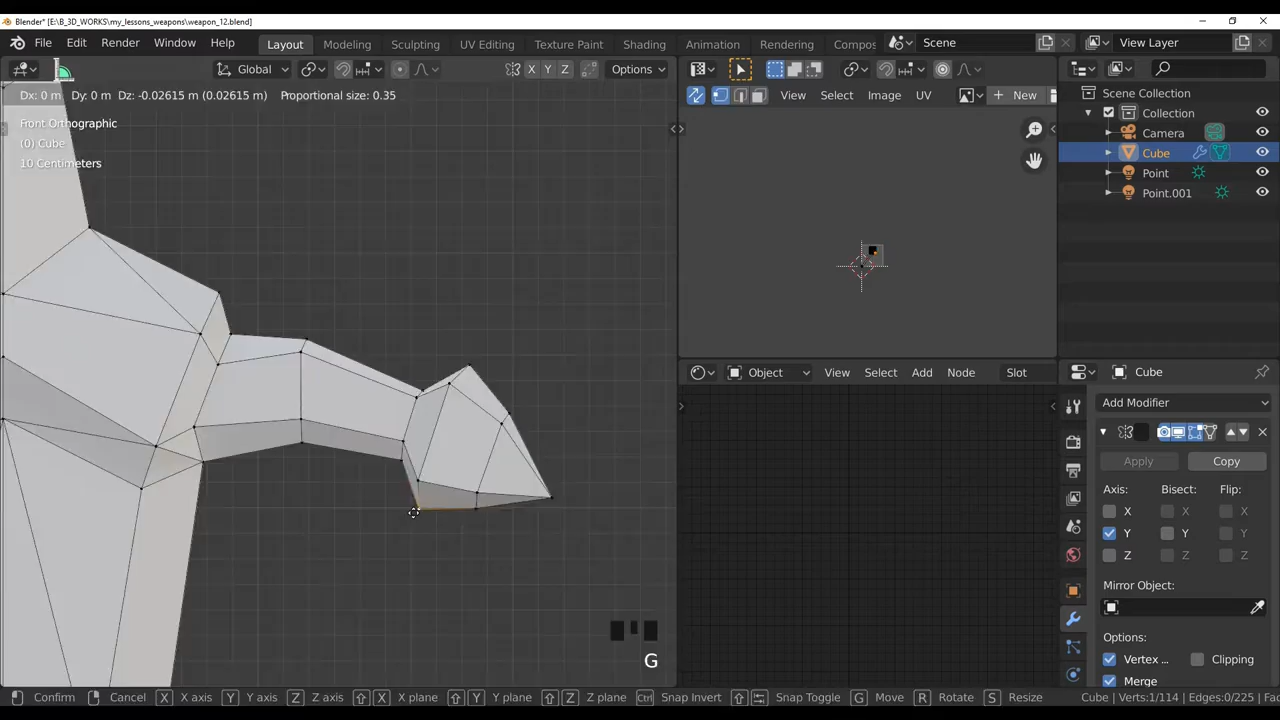 Blender* [E:\B_3D_WORKS\my_lessons_weapons\weapon_12.blend]
File Edit Render Window Help Layout Modeling Sculpting UV Editing Texture Paint Shading Animation Rendering Compos Scene View Layer
Global X Y Z Options
Dx: 0 m Dy: 0 m Dz: -0.02615 m (0.02615 m) Proportional size: 0.35
View Select Image UV New
Scene Collection
Front Orthographic
Collection
(0) Cube
Camera
10 Centimeters
Cube
Point
Point.001
Object View Select Add Node Slot
Cube
Add Modifier
Apply Copy
Axis: Bisect: Flip:
X X X
Y Y Y
Z Z Z
Mirror Object:
Options:
G
Vertex ... Clipping
Merge
Confirm Cancel X X axis Y Y axis Z Z axis X X plane Y Y plane Z Z plane Ctrl Snap Invert Snap Toggle G Move R Rotate S Resize Cube | Verts:1/114 | Edges:0/225 | Fac